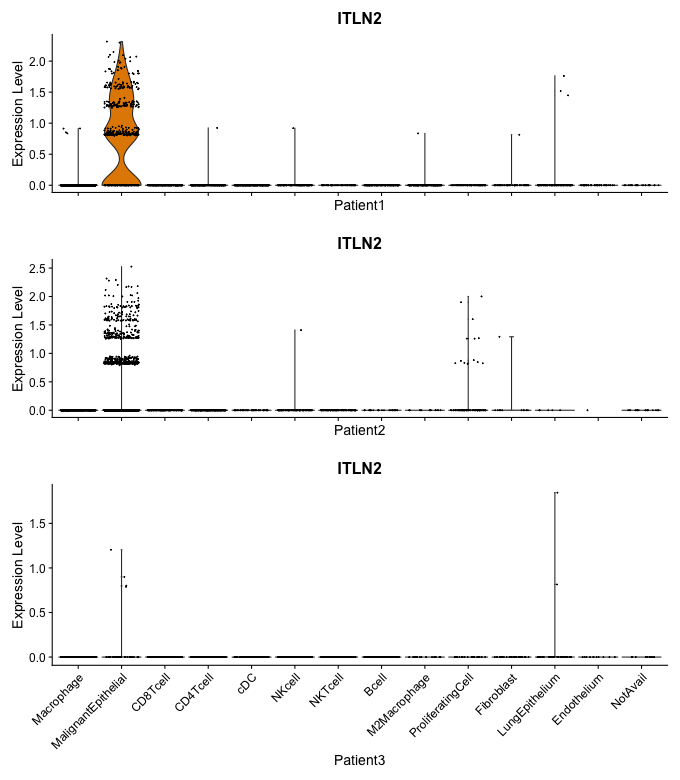 ITLN2
Expression Level
2.0
1.5
1.0
0.5
0.0
Patient1
ITLN2
Expression Level
2.5
2.0
1.5
1.0
0.5
0.0
Patient2
ITLN2
Expression Level
1.5
1.0
0.5
0.0
Macrophage
MalignantEpithelial
CD8Tcell
CD4Tcell
cDC
NKcell
NKTcell
Bcell
M2Macrophage
ProliferatingCell
Fibroblast
LungEpithelium
Endothelium
NotAvail
Patient3